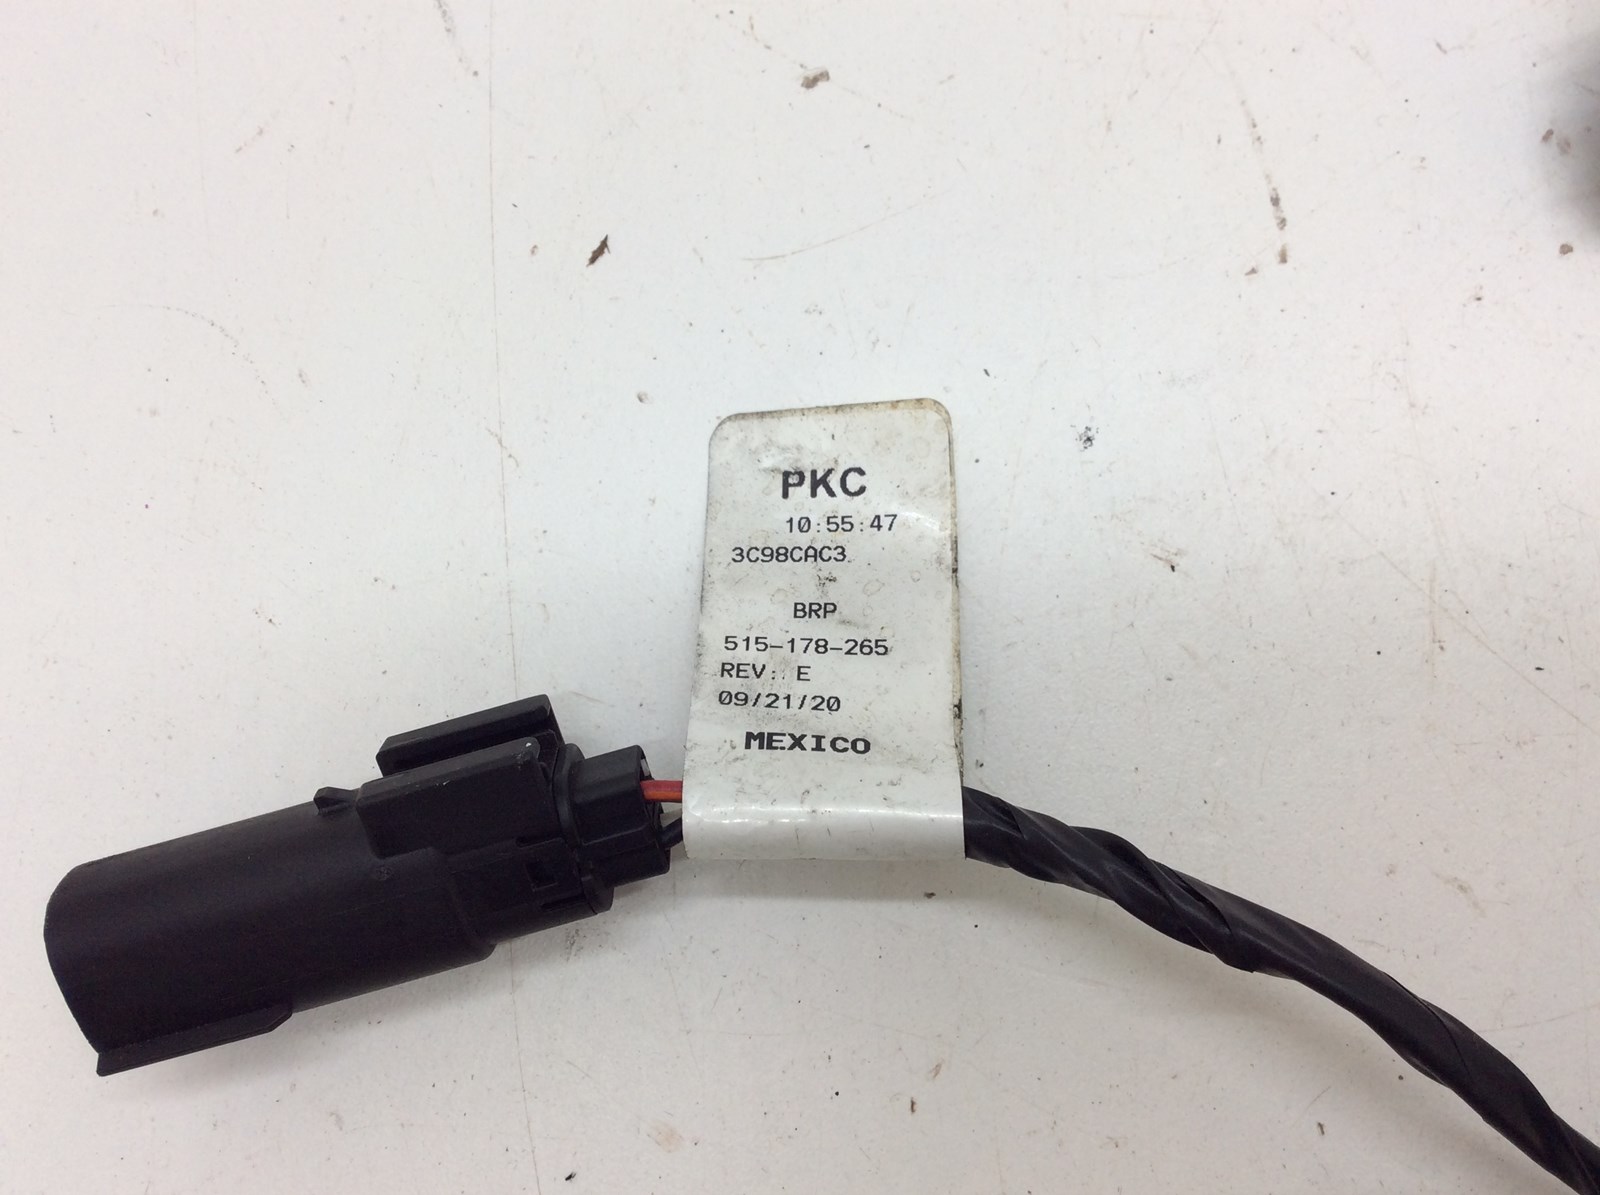 PKC
10:55:47
3C98CAC3
BRP
515-178-265
REV: E
09/21/20
MEXICO